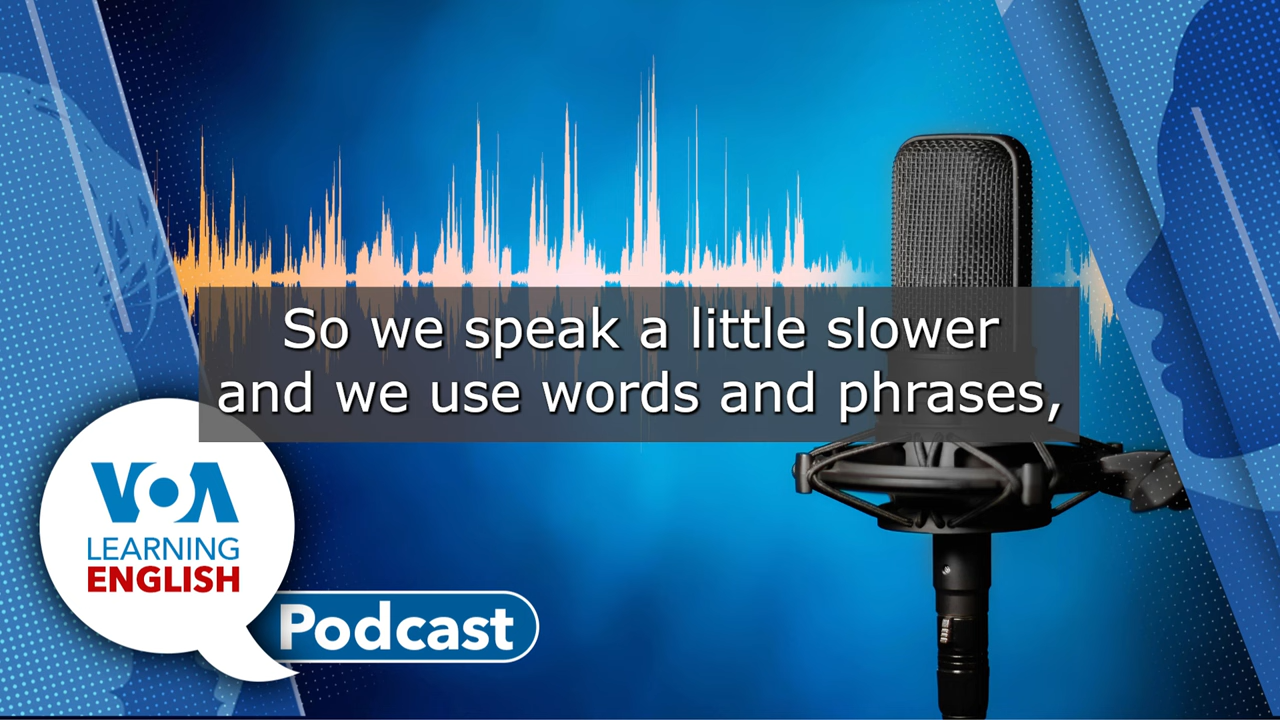 So we speak a little slower
and we use words and phrases,
VOA
LEARNING
ENGLISH
Podcast